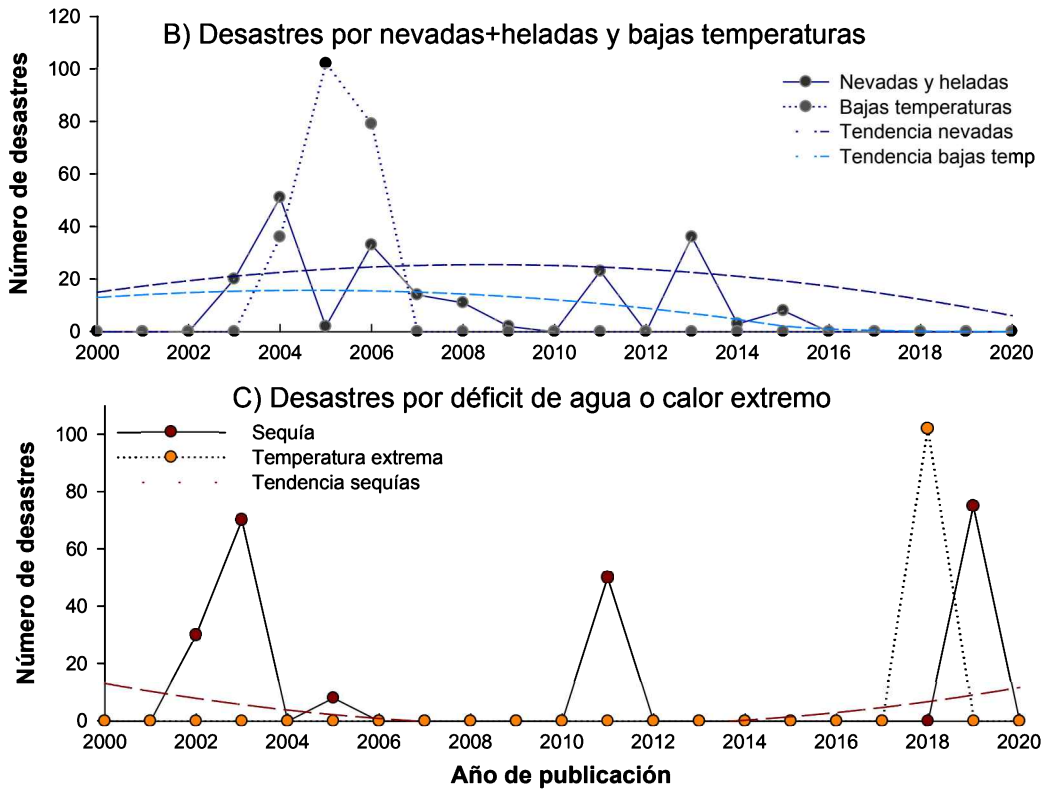 B) Desastres por nevadas+heladas y bajas temperaturas
Número de desastres
120
100
80
60
40
20
0
Nevadas y heladas
Bajas temperaturas
Tendencia nevadas
Tendencia bajas temp
2000 2002 2004 2006 2008 2010 2012 2014 2016 2018 2020
C) Desastres por déficit de agua o calor extremo
Número de desastres
100
80
60
40
20
0
Sequía
Temperatura extrema
Tendencia sequías
2000 2002 2004 2006 2008 2010 2012 2014 2016 2018 2020
Año de publicación